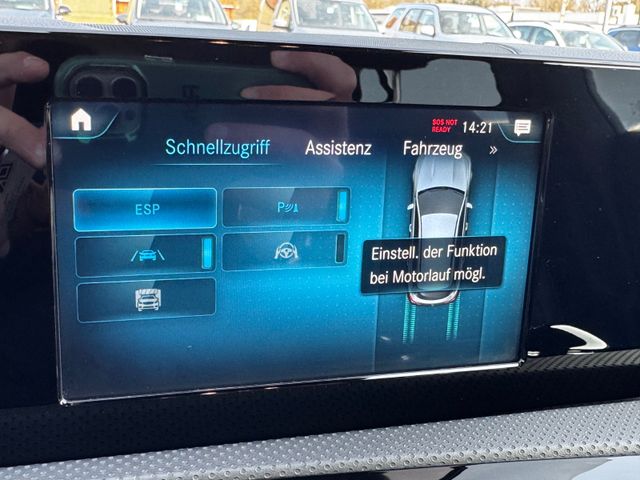 SOS NOT
READY
14:21
Schnellzugriff
Assistenz
Fahrzeug
»
ESP
P
Einstell. der Funktion
bei Motorlauf mögl.